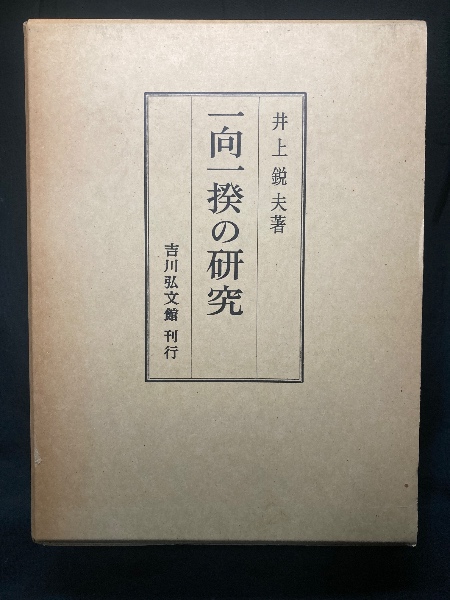 井上鋭夫著
一向一揆の研究
吉川弘文館 刊行